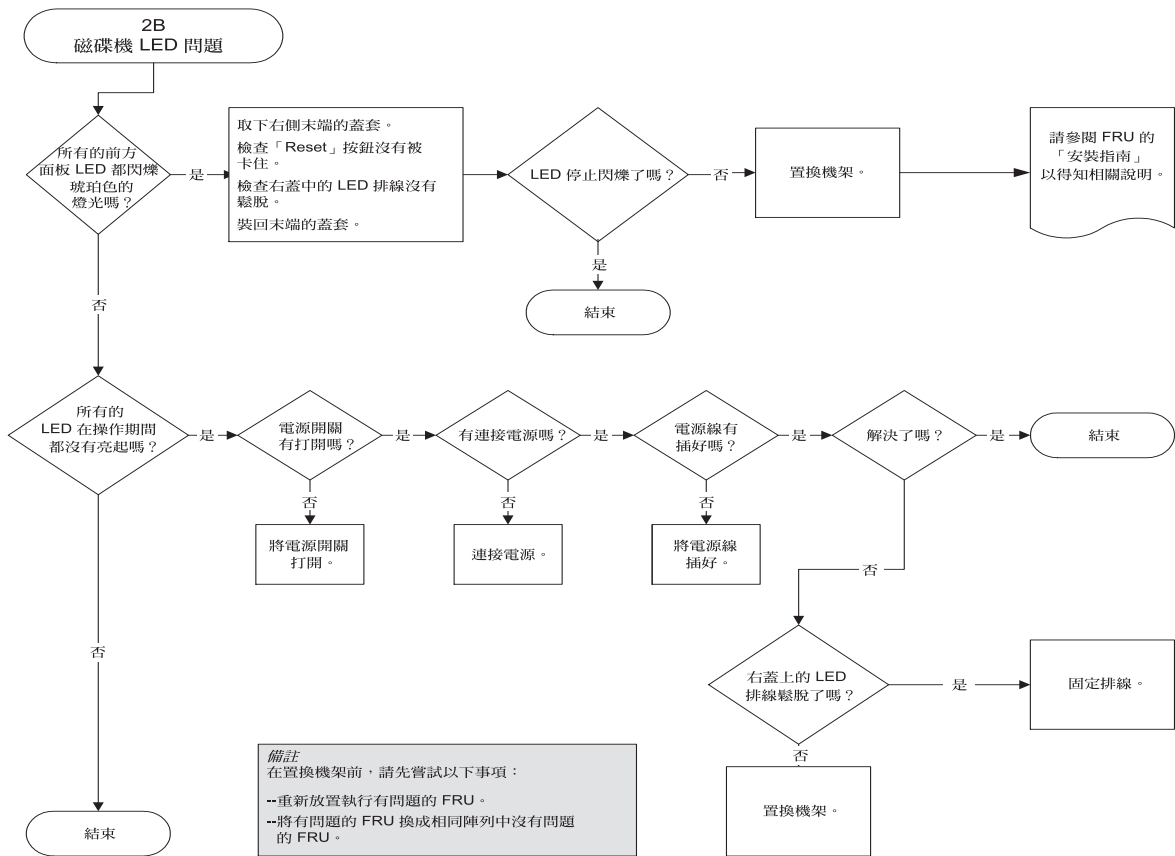 2B
磁碟機 LED 問題
所有的前方
面板 LED 都閃爍
琥珀色的
燈光嗎？
是
取下右側末端的蓋套。
檢查「Reset」按鈕沒有被
卡住。
檢查右蓋中的 LED 排線沒有
鬆脫。
裝回末端的蓋套。
LED 停止閃爍了嗎？
否
置換機架。
請參閱 FRU 的
「安裝指南」
以得知相關說明。
是
結束
否
所有的
LED 在操作期間
都沒有亮起嗎？
是
電源開關
有打開嗎？
是
有連接電源嗎？
是
電源線有
插好嗎？
是
解決了嗎？
是
結束
否
將電源開關
打開。
否
連接電源。
否
將電源線
插好。
否
右蓋上的 LED
排線鬆脫了嗎？
是
固定排線。
否
置換機架。
否
結束
備註
在置換機架前，請先嘗試以下事項：
--重新放置執行有問題的 FRU。
--將有問題的 FRU 換成相同陣列中沒有問題
的 FRU。